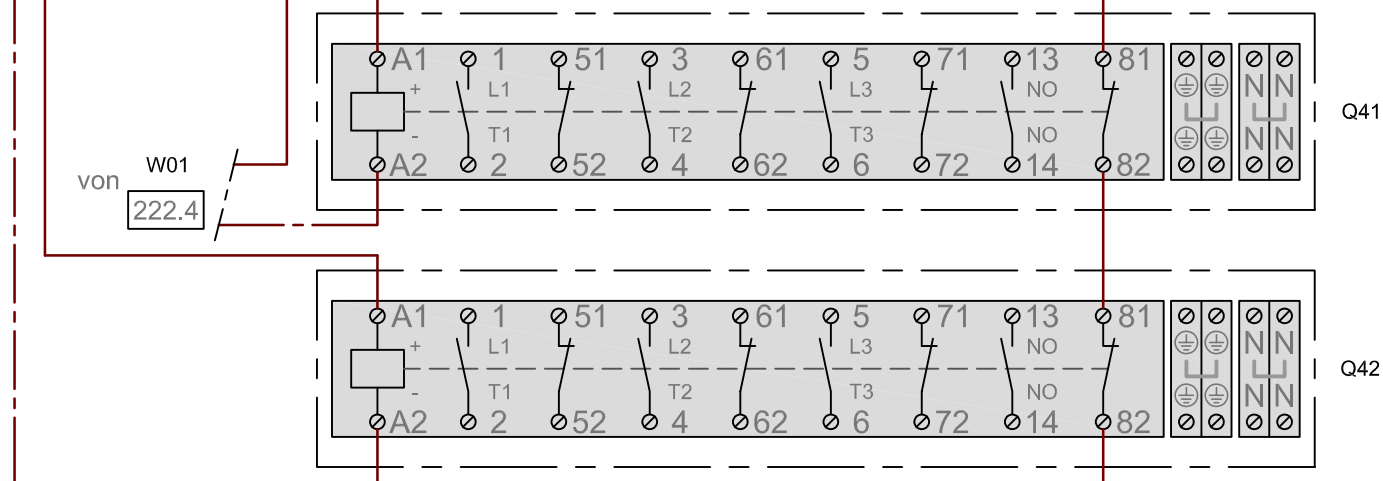 A1 1 51 3 61 5 71 13 81
+ L1 L2 L3 NO N N
Q41
- T1 T2 T3 NO N N
A2 2 52 4 62 6 72 14 82
W01
von
222.4
A1 1 51 3 61 5 71 13 81
+ L1 L2 L3 NO N N
Q42
- T1 T2 T3 NO N N
A2 2 52 4 62 6 72 14 82